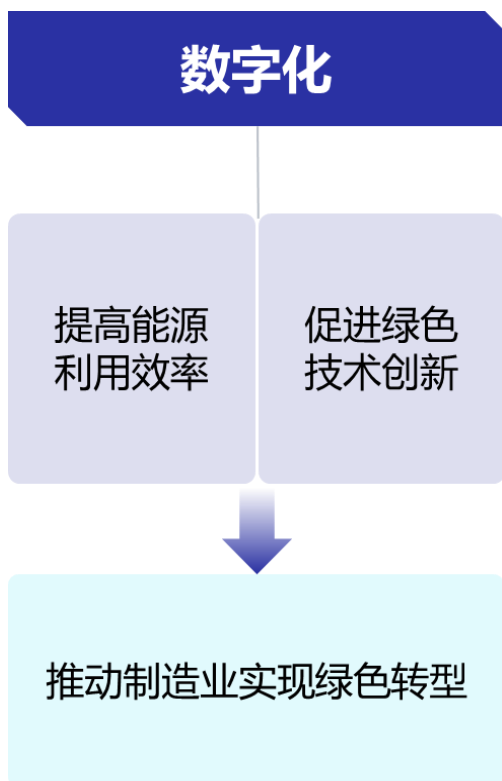 数字化
提高能源
利用效率
促进绿色
技术创新
推动制造业实现绿色转型